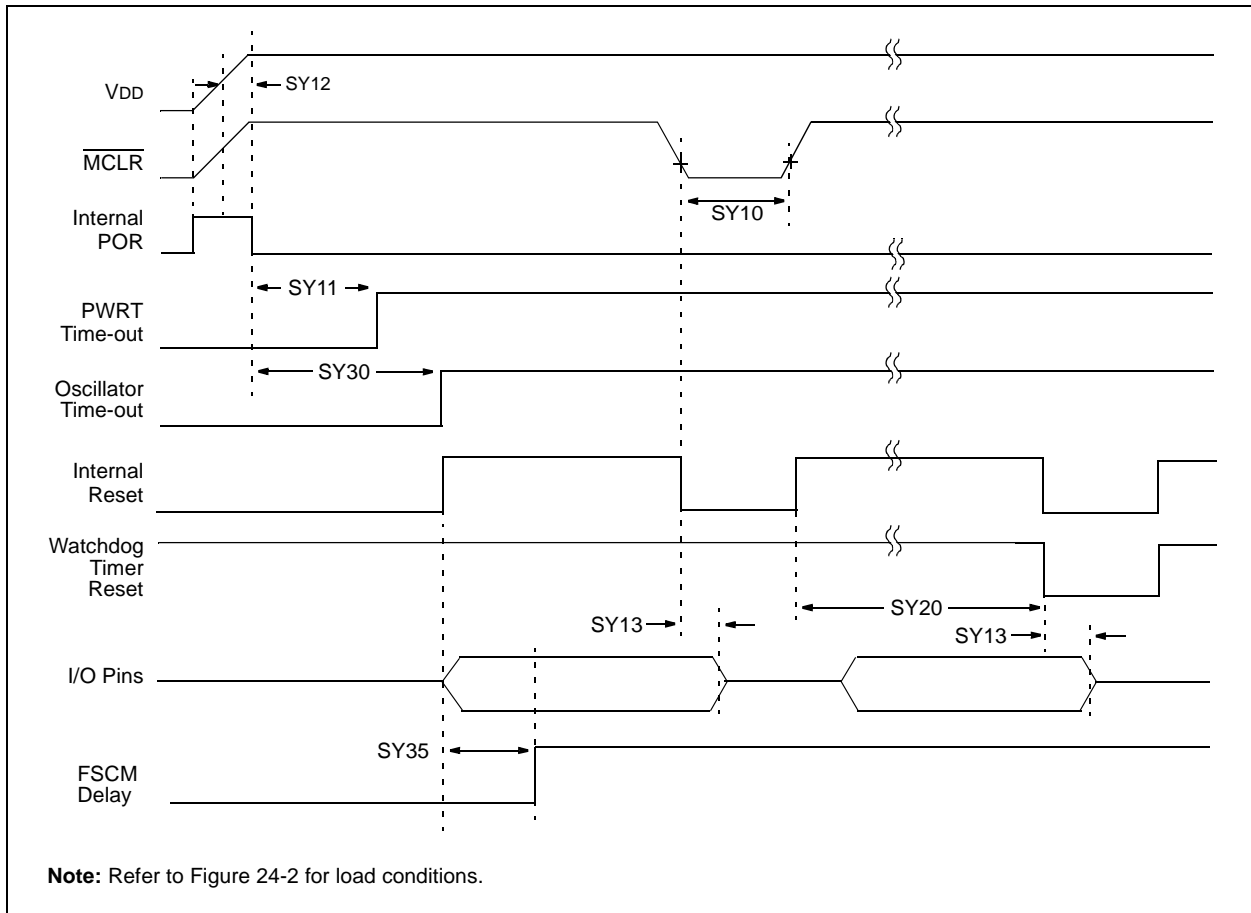 VDD
SY12
MCLR
SY10
Internal
POR
SY11
PWRT
Time-out
SY30
Oscillator
Time-out
Internal
Reset
Watchdog
Timer
Reset
SY20
SY13
SY13
I/O Pins
SY35
FSCM
Delay
Note: Refer to Figure 24-2 for load conditions.